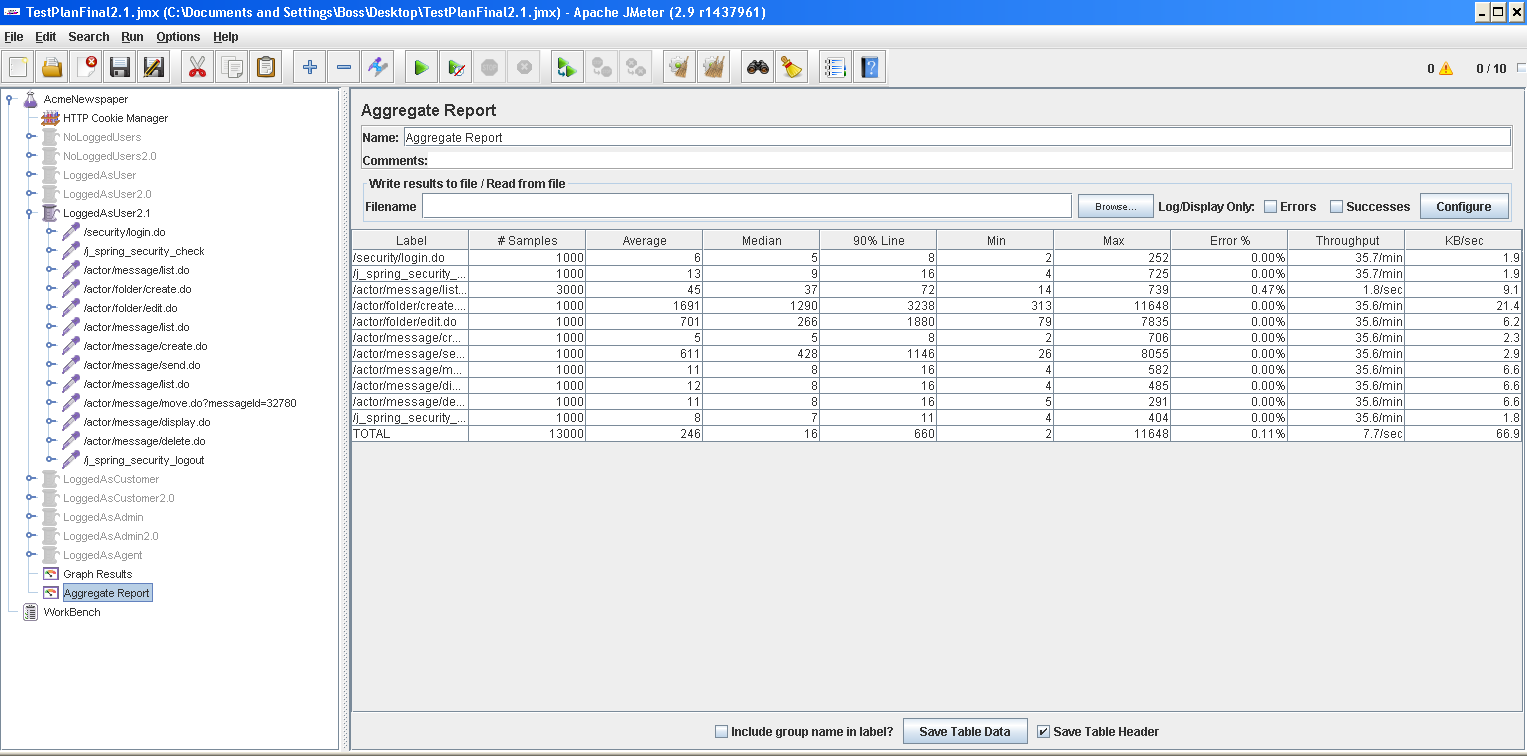 TestPlanFinal2.1.jmx (C:\Documents and Settings\Boss\Desktop\TestPlanFinal2.1.jmx) - Apache JMeter (2.9 r1437961)
File Edit Search Run Options Help
0 0 / 10
AcmeNewspaper
HTTP Cookie Manager
NoLoggedUsers
NoLoggedUsers2.0
LoggedAsUser
LoggedAsUser2.0
LoggedAsUser2.1
/security/login.do
/j_spring_security_check
/actor/message/list.do
/actor/folder/create.do
/actor/folder/edit.do
/actor/message/list.do
/actor/message/create.do
/actor/message/send.do
/actor/message/list.do
/actor/message/move.do?messageId=32780
/actor/message/display.do
/actor/message/delete.do
/j_spring_security_logout
LoggedAsCustomer
LoggedAsCustomer2.0
LoggedAsAdmin
LoggedAsAdmin2.0
LoggedAsAgent
Graph Results
Aggregate Report
WorkBench
Aggregate Report
Name: Aggregate Report
Comments:
Write results to file / Read from file
Filename Browse... Log/Display Only: Errors Successes Configure
Label # Samples Average Median 90% Line Min Max Error % Throughput KB/sec
/security/login.do 1000 6 5 8 2 252 0.00% 35.7/min 1.9
/j_spring_security_... 1000 13 9 16 4 725 0.00% 35.7/min 1.9
/actor/message/list... 3000 45 37 72 14 739 0.47% 1.8/sec 9.1
/actor/folder/create.... 1000 1691 1290 3238 313 11648 0.00% 35.6/min 21.4
/actor/folder/edit.do 1000 701 266 1880 79 7835 0.00% 35.6/min 6.2
/actor/message/cr... 1000 5 5 8 2 706 0.00% 35.6/min 2.3
/actor/message/se... 1000 611 428 1146 26 8055 0.00% 35.6/min 2.9
/actor/message/m... 1000 11 8 16 4 582 0.00% 35.6/min 6.6
/actor/message/di... 1000 12 8 16 4 485 0.00% 35.6/min 6.6
/actor/message/de... 1000 11 8 16 5 291 0.00% 35.6/min 6.6
/j_spring_security_... 1000 8 7 11 4 404 0.00% 35.6/min 1.8
TOTAL 13000 246 16 660 2 11648 0.11% 7.7/sec 66.9
Include group name in label? Save Table Data Save Table Header